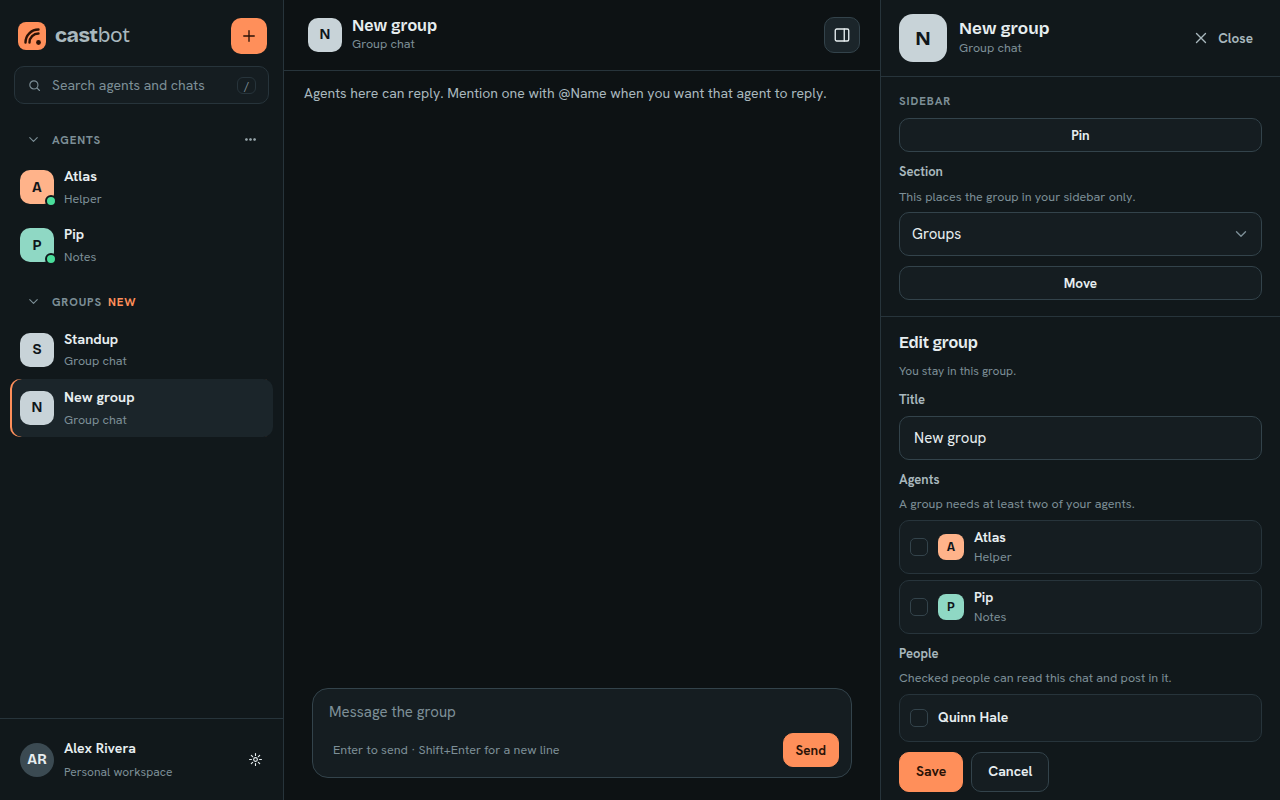 castbot
Search agents and chats /
AGENTS
A
Atlas
Helper
P
Pip
Notes
GROUPS NEW
S
Standup
Group chat
N
New group
Group chat
AR
Alex Rivera
Personal workspace
N
New group
Group chat
Agents here can reply. Mention one with @Name when you want that agent to reply.
Message the group
Enter to send · Shift+Enter for a new line
Send
N
New group
Group chat
Close
SIDEBAR
Pin
Section
This places the group in your sidebar only.
Groups
Move
Edit group
You stay in this group.
Title
New group
Agents
A group needs at least two of your agents.
A
Atlas
Helper
P
Pip
Notes
People
Checked people can read this chat and post in it.
Quinn Hale
Save
Cancel